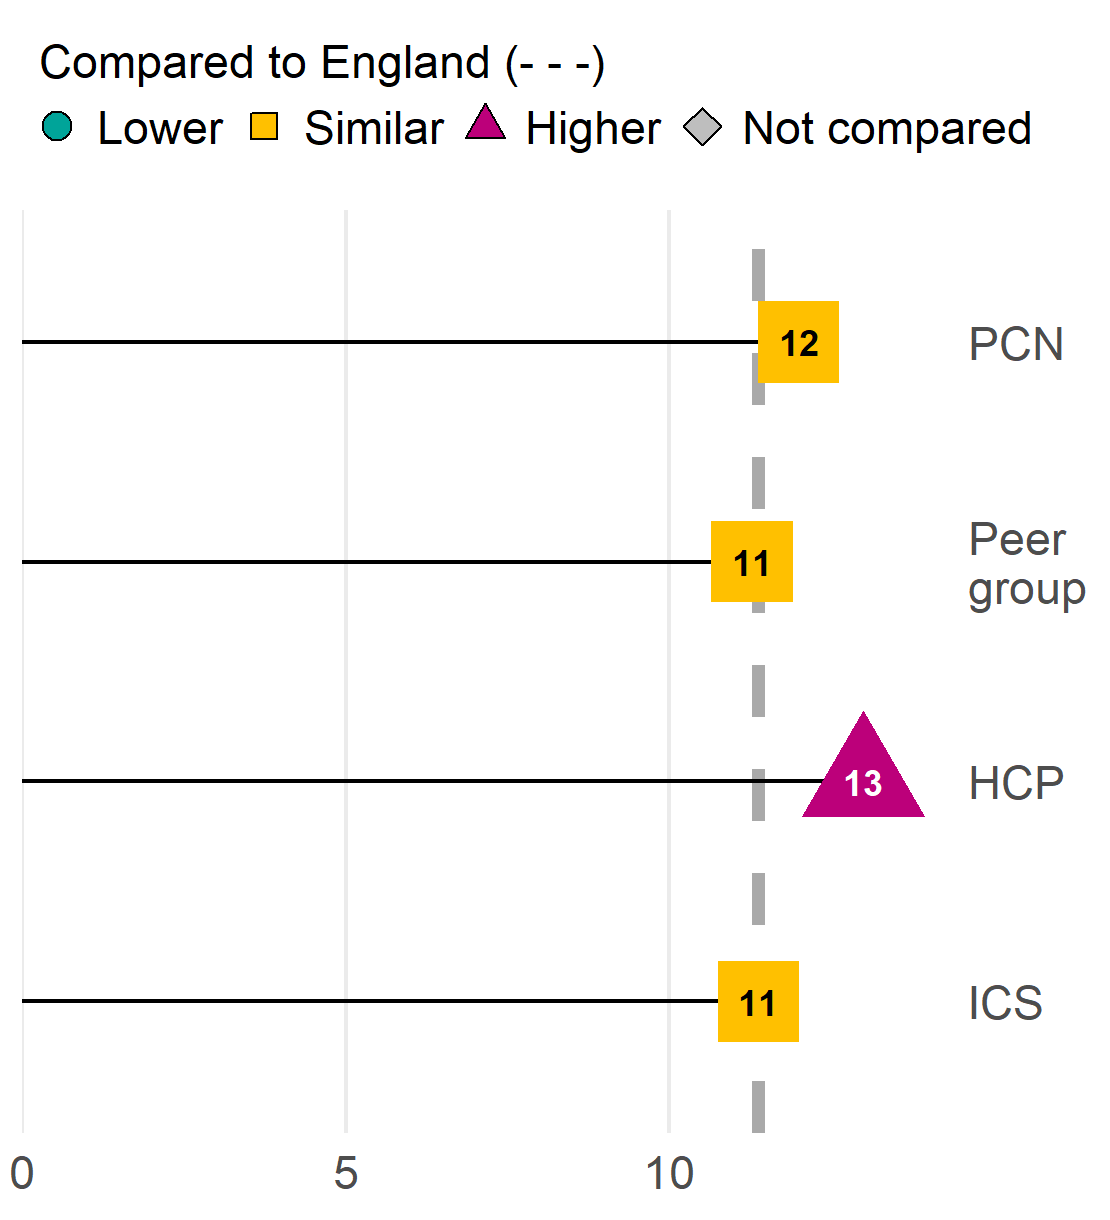 Compared to England (- - -)
Lower Similar Higher Not compared
12 PCN
Peer
11
group
13 HCP
11 ICS
0 5 10